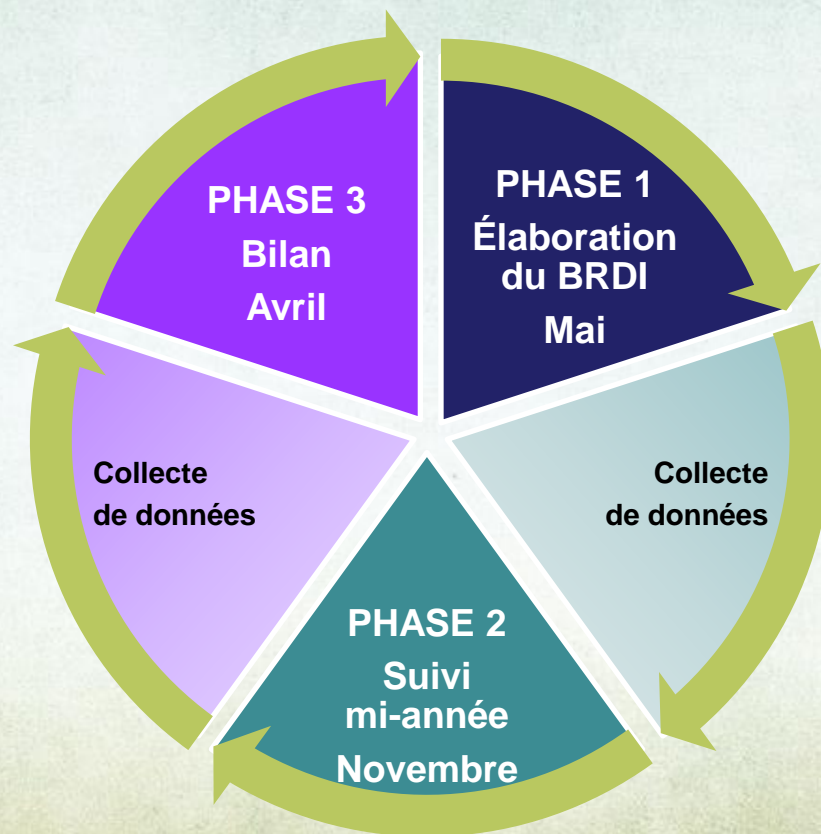 PHASE 1
Élaboration
du BRDI
Mai
Collecte
de données
PHASE 2
Suivi
mi-année
Novembre
Collecte
de données
PHASE 3
Bilan
Avril